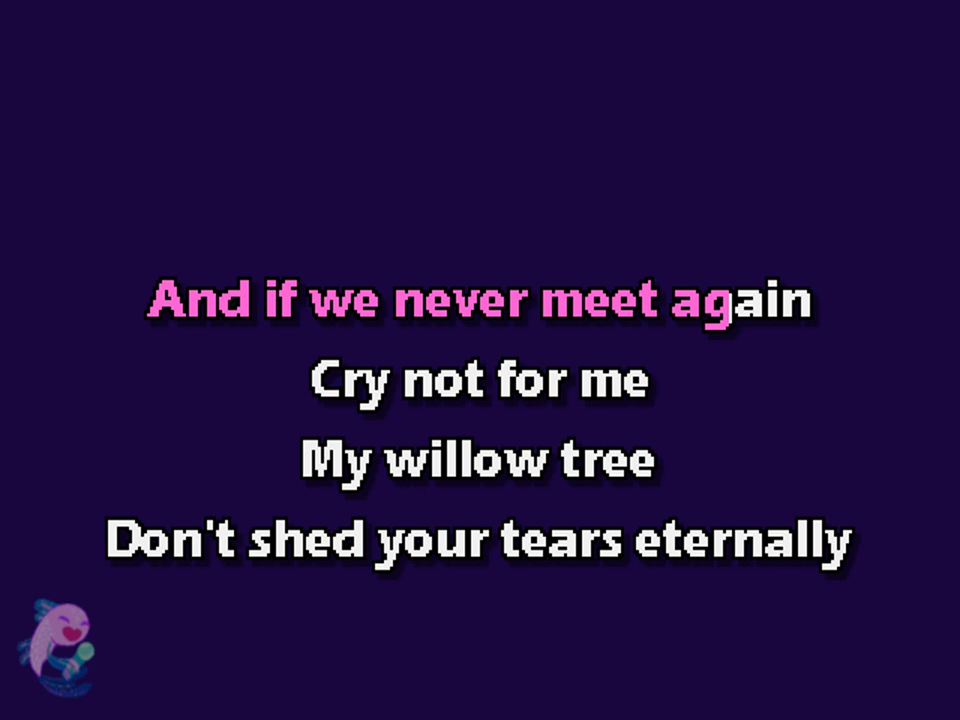 And if we never meet again
Cry not for me
My willow tree
Don't shed your tears eternally